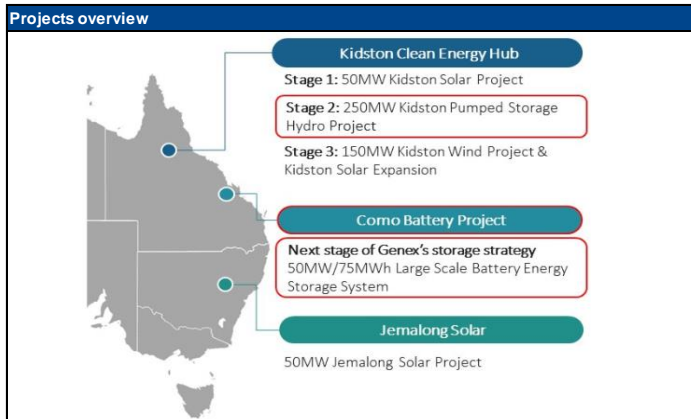 Projects overview
Kidston Clean Energy Hub
Stage 1: 50MW Kidston Solar Project
Stage 2: 250MW Kidston Pumped Storage
Hydro Project
Stage 3: 150MW Kidston Wind Project &
Kidston Solar Expansion
Como Battery Project
Next stage of Genex's storage strategy
50MW/75MWh Large Scale Battery Energy
Storage System
Jemalong Solar
50MW Jemalong Solar Project